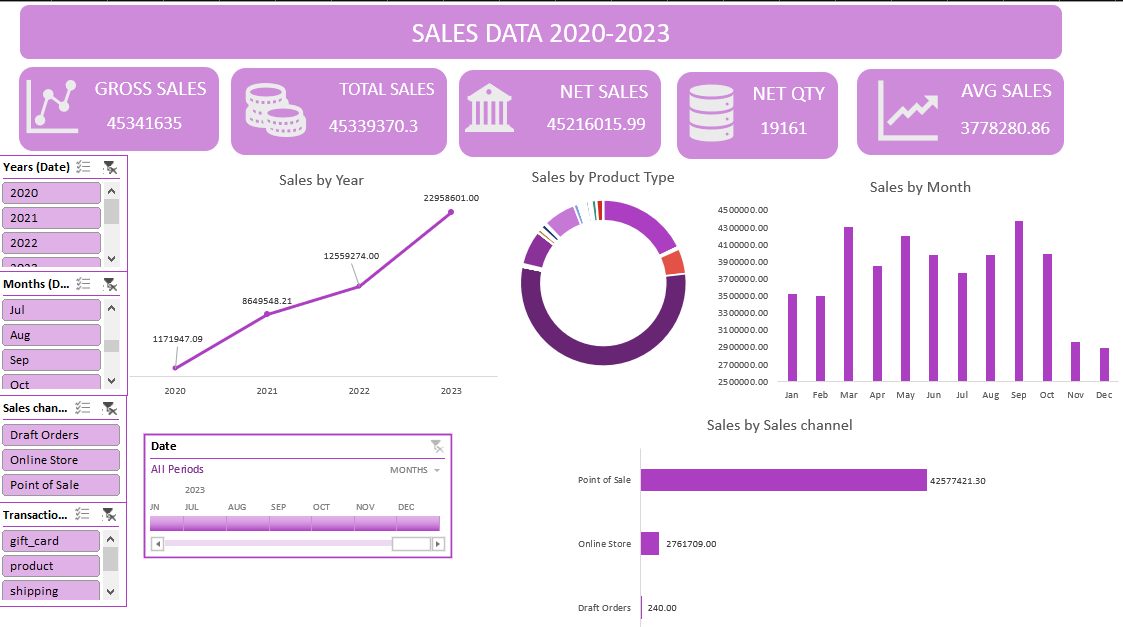 SALES DATA 2020-2023
GROSS SALES
45341635
TOTAL SALES
45339370.3
NET SALES
45216015.99
NET QTY
19161
AVG SALES
3778280.86
Years (Date)
2020
2021
2022
2023
Months (D...
Jul
Aug
Sep
Oct
Sales chan...
Draft Orders
Online Store
Point of Sale
Transactio...
gift_card
product
shipping
Sales by Year
22958601.00
12559274.00
8649548.21
1171947.09
2020 2021 2022 2023
Sales by Product Type
Sales by Month
4500000.00
4300000.00
4100000.00
3900000.00
3700000.00
3500000.00
3300000.00
3100000.00
2900000.00
2700000.00
2500000.00
Jan Feb Mar Apr May Jun Jul Aug Sep Oct Nov Dec
Date
All Periods MONTHS
2023
JN JUL AUG SEP OCT NOV DEC
Sales by Sales channel
Point of Sale 42577421.30
Online Store 2761709.00
Draft Orders 240.00